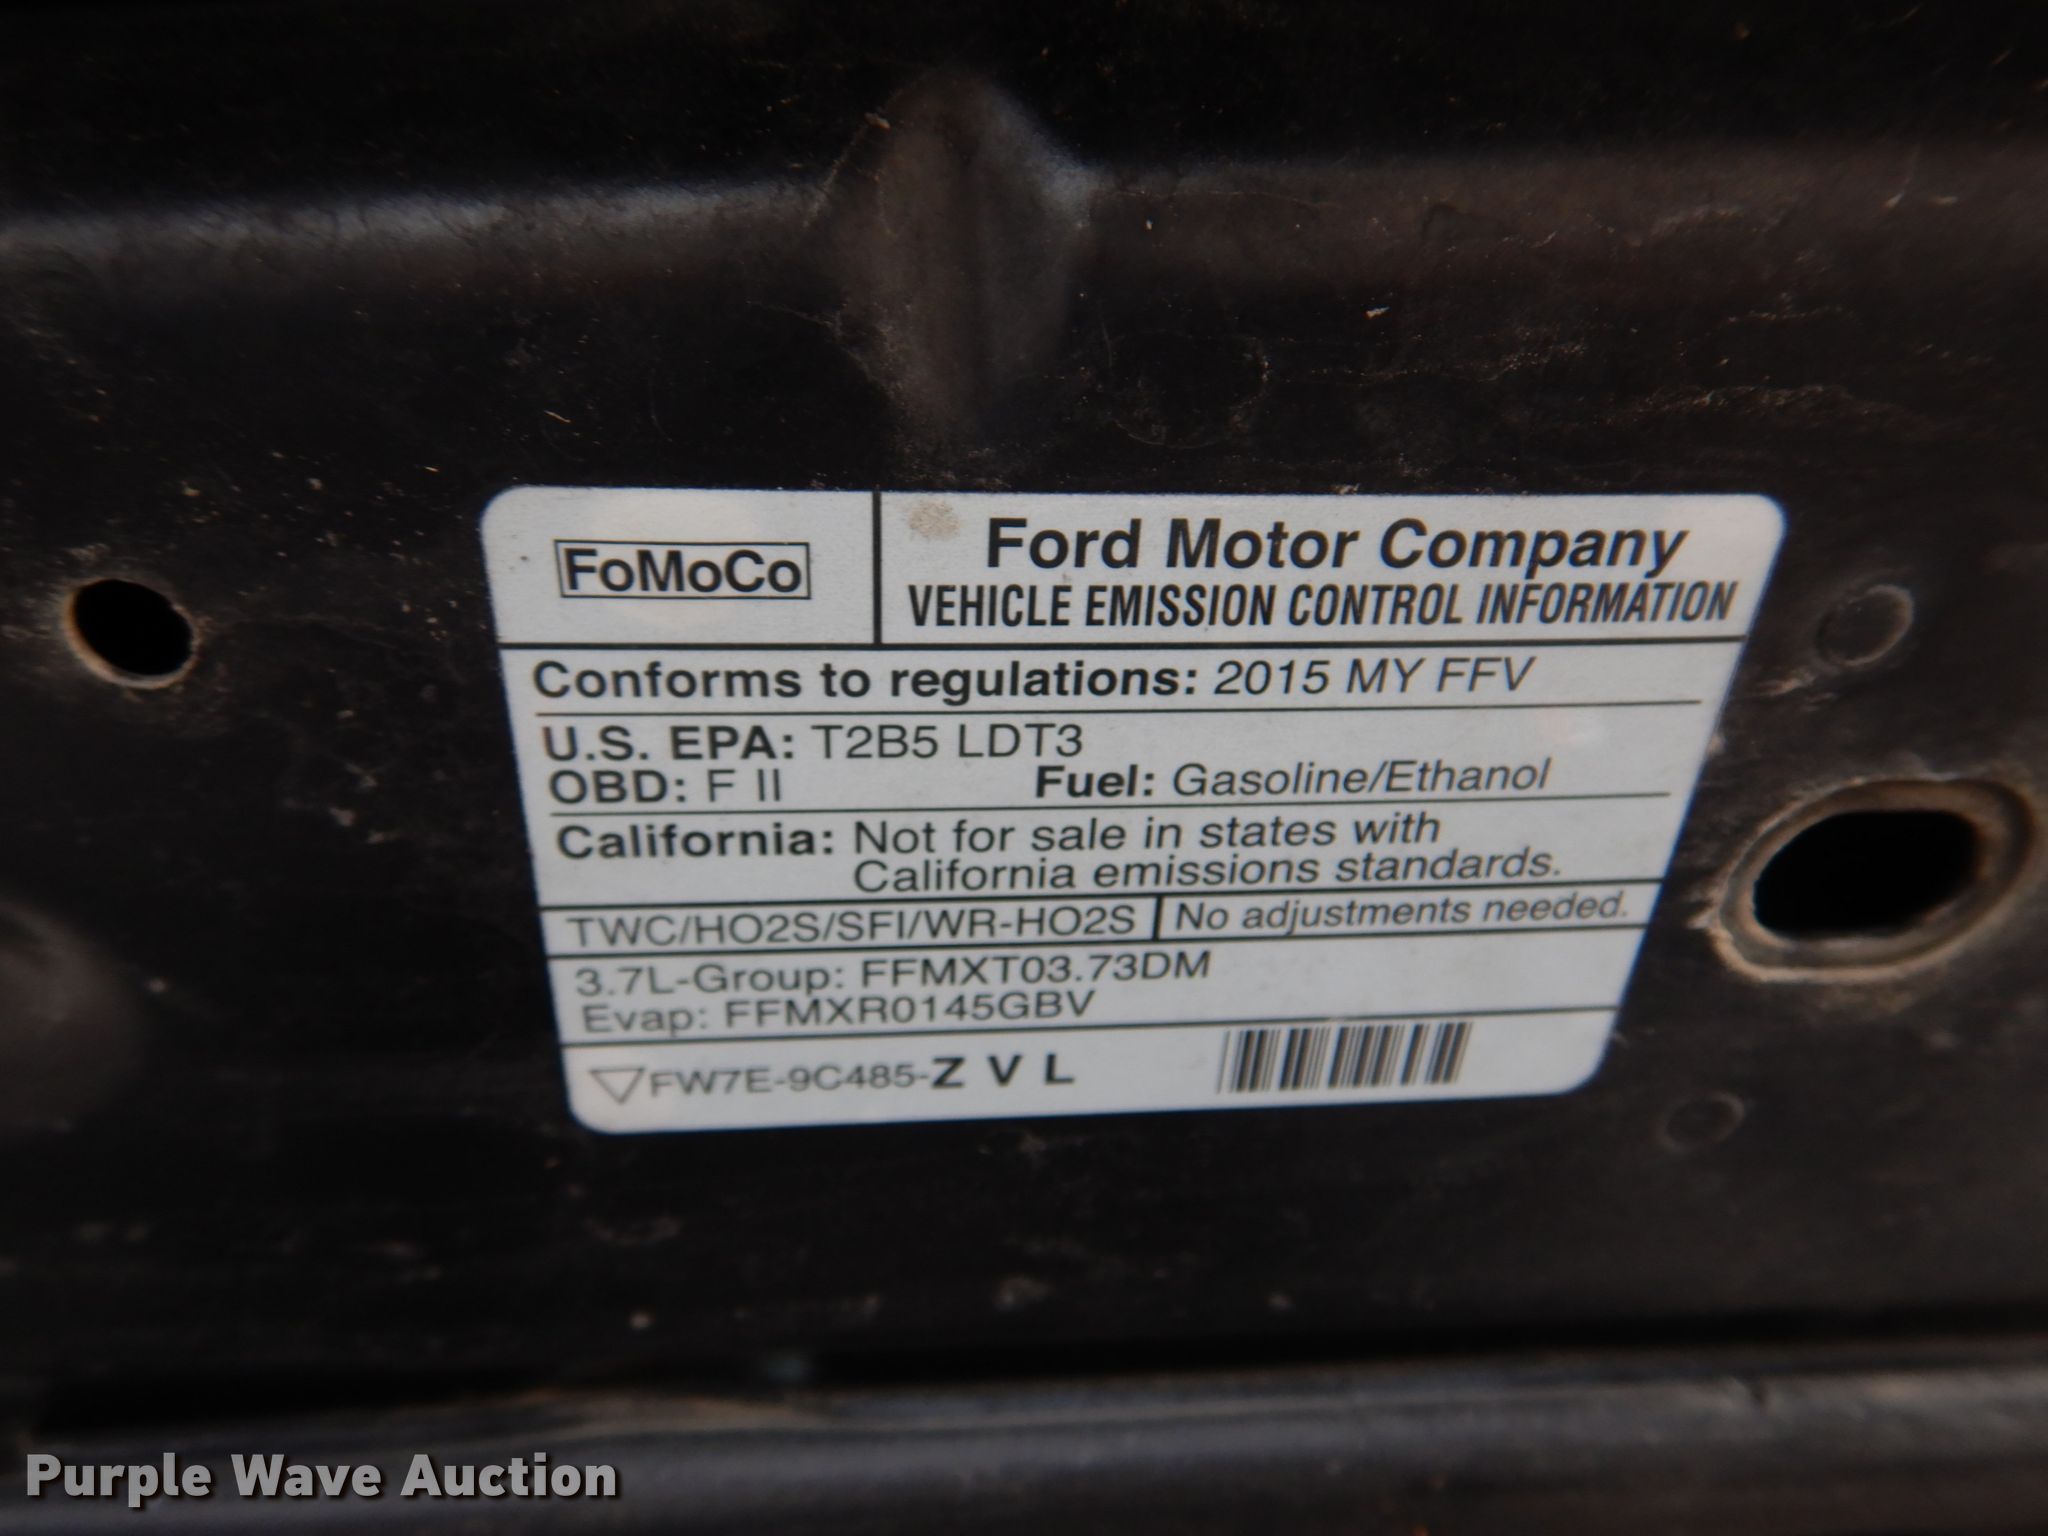 FoMoCo
Ford Motor Company
VEHICLE EMISSION CONTROL INFORMATION
Conforms to regulations: 2015 MY FFV
U.S. EPA: T2B5 LDT3
OBD: F II Fuel: Gasoline/Ethanol
California: Not for sale in states with
California emissions standards.
TWC/HO2S/SFI/WR-HO2S No adjustments needed.
3.7L-Group: FFMXT03.73DM
Evap: FFMXR0145GBV
FW7E-9C485-Z V L
Purple Wave Auction